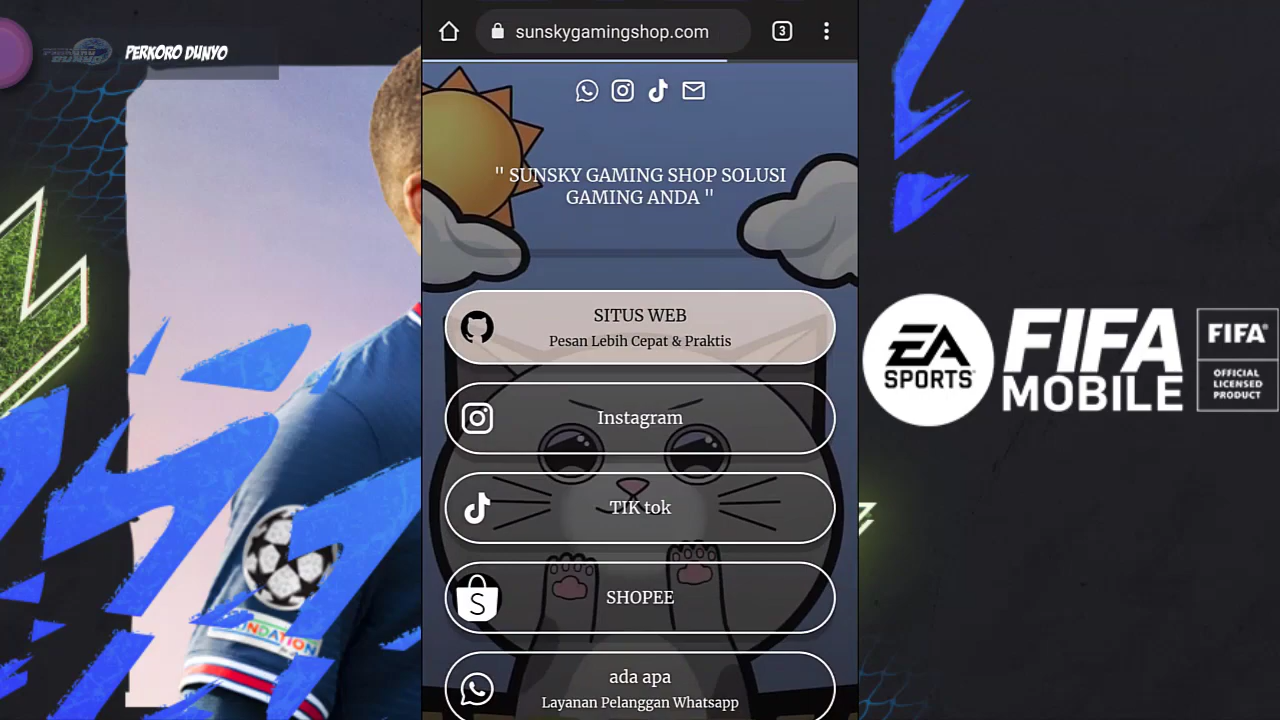 PERKORO DUNYO
sunskygamingshop.com
3
" SUNSKY GAMING SHOP SOLUSI
GAMING ANDA "
SITUS WEB
Pesan Lebih Cepat & Praktis
Instagram
TIK tok
SHOPEE
ada apa
Layanan Pelanggan Whatsapp
EA
SPORTS™
FIFA
MOBILE
FIFA®
OFFICIAL
LICENSED
PRODUCT